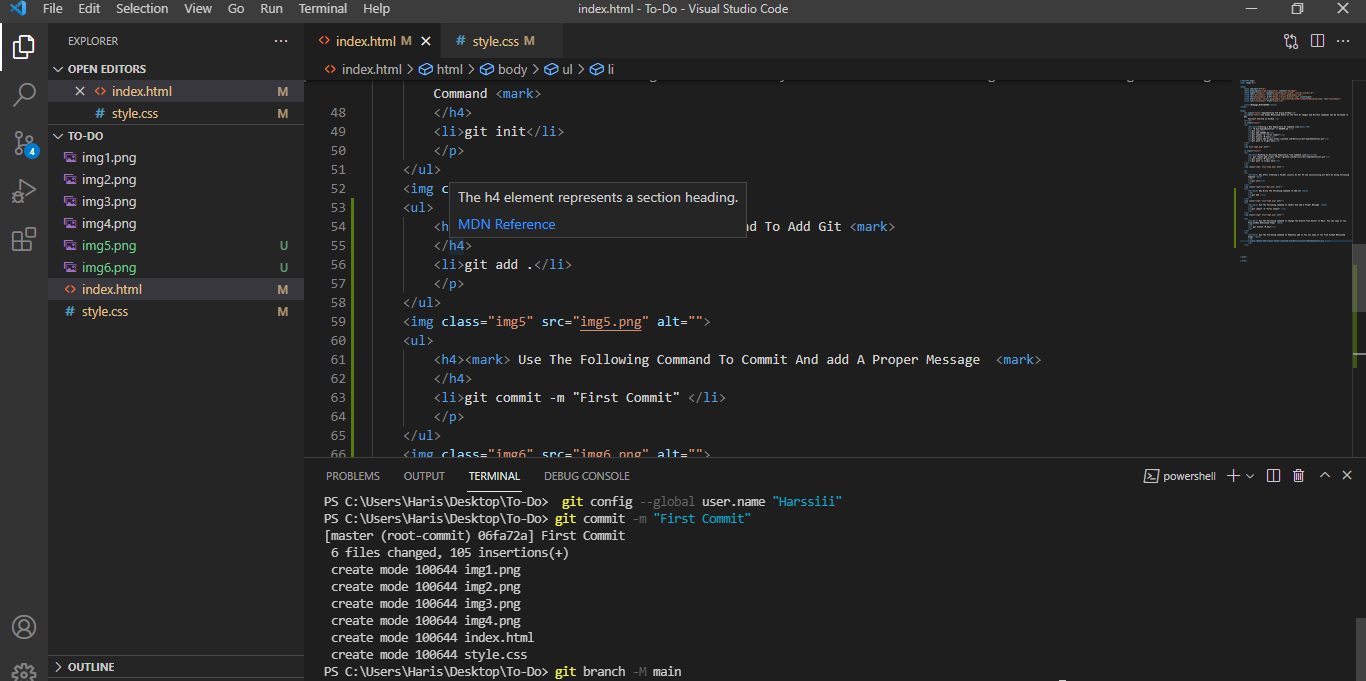 File Edit Selection View Go Run Terminal Help index.html - To-Do - Visual Studio Code
EXPLORER
OPEN EDITORS
index.html M
# style.css M
TO-DO
img1.png
img2.png
img3.png
img4.png
img5.png U
img6.png U
index.html M
# style.css M
OUTLINE
4
index.html M
# style.css M
index.html > html > body > ul > li
Command <mark>
48 </h4>
49 <li>git init</li>
50 </p>
51 </ul>
52 <img c
53 <ul>
54 <h d To Add Git <mark>
55 </h4>
56 <li>git add .</li>
57 </p>
58 </ul>
59 <img class="img5" src="img5.png" alt="">
60 <ul>
61 <h4><mark> Use The Following Command To Commit And add A Proper Message  <mark>
62 </h4>
63 <li>git commit -m "First Commit" </li>
64 </p>
65 </ul>
66 <img class="img6" src="img6.png" alt="">
The h4 element represents a section heading.
MDN Reference
PROBLEMS OUTPUT TERMINAL DEBUG CONSOLE powershell
PS C:\Users\Haris\Desktop\To-Do>  git config --global user.name "Harssiii"
PS C:\Users\Haris\Desktop\To-Do> git commit -m "First Commit"
[master (root-commit) 06fa72a] First Commit
6 files changed, 105 insertions(+)
create mode 100644 img1.png
create mode 100644 img2.png
create mode 100644 img3.png
create mode 100644 img4.png
create mode 100644 index.html
create mode 100644 style.css
PS C:\Users\Haris\Desktop\To-Do> git branch -M main